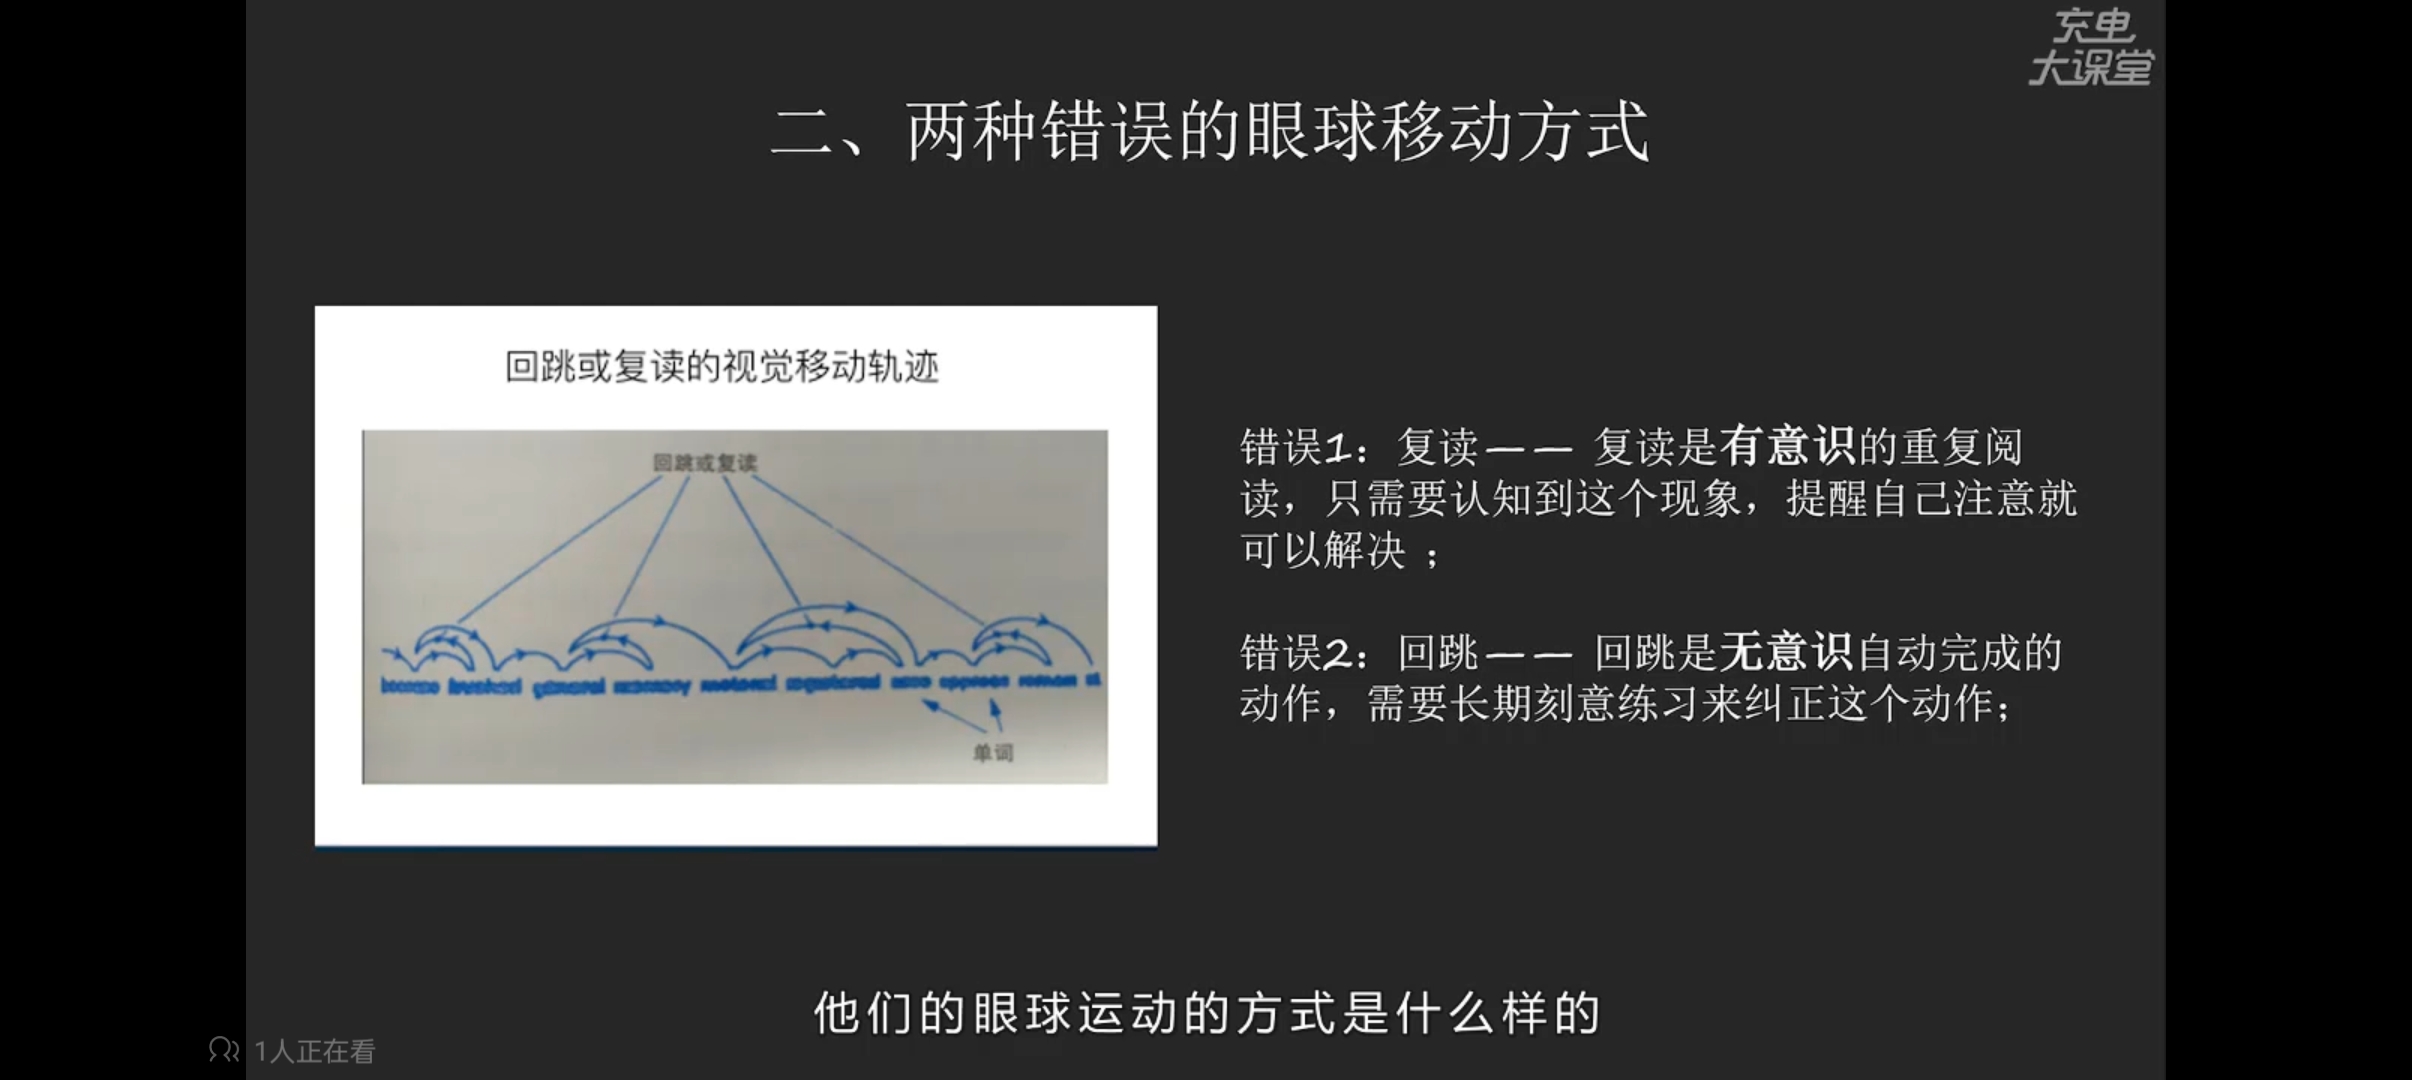 充电
大课堂
二、两种错误的眼球移动方式
回跳或复读的视觉移动轨迹
回跳或复读
general memory
单词
错误1：复读—— 复读是有意识的重复阅
读，只需要认知到这个现象，提醒自己注意就
可以解决 ；
错误2：回跳—— 回跳是无意识自动完成的
动作，需要长期刻意练习来纠正这个动作；
他们的眼球运动的方式是什么样的
1人正在看